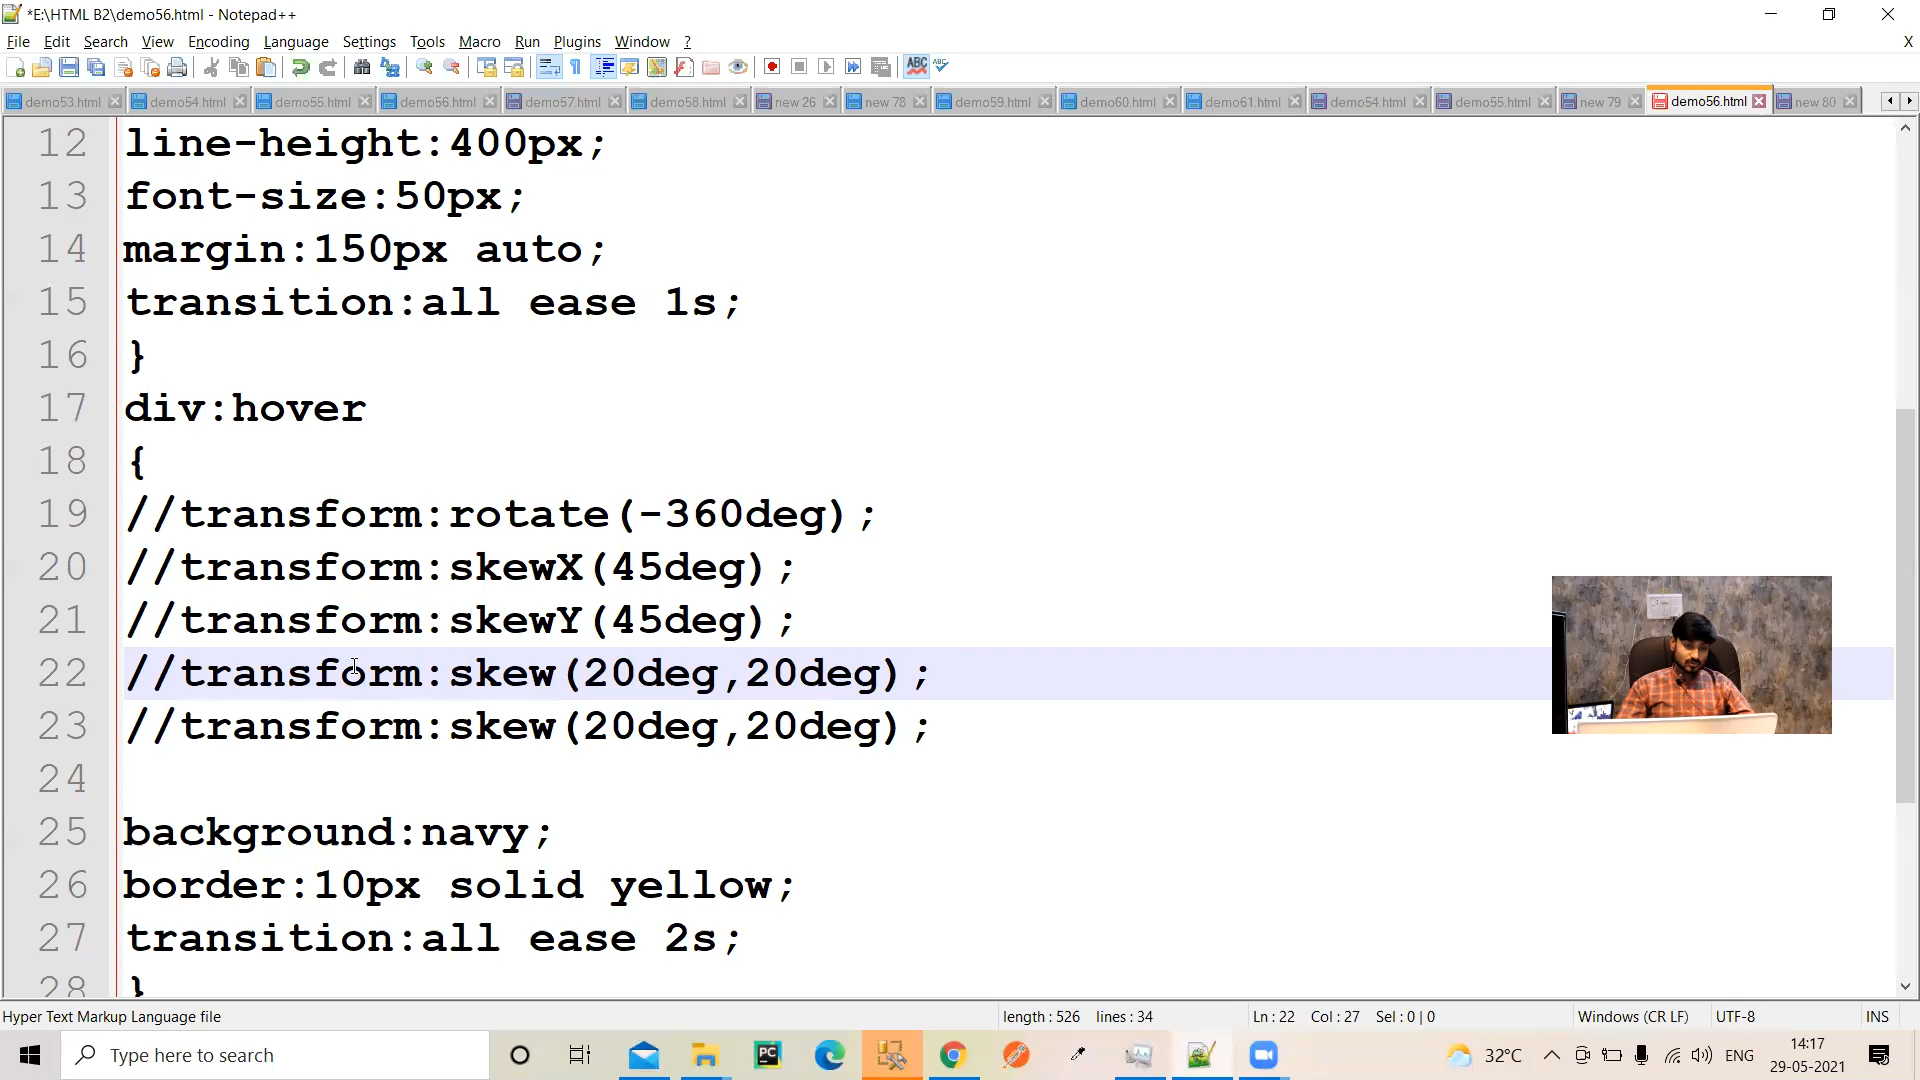 *E:\HTML B2\demo56.html - Notepad++
File Edit Search View Encoding Language Settings Tools Macro Run Plugins Window ? X
demo53.html demo54.html demo55.html demo56.html demo57.html demo58.html new 26 new 78 demo59.html demo60.html demo61.html demo54.html demo55.html new 79 demo56.html new 80
12 line-height:400px;
13 font-size:50px;
14 margin:150px auto;
15 transition:all ease 1s;
16 }
17 div:hover
18 {
19 //transform:rotate(-360deg);
20 //transform:skewX(45deg);
21 //transform:skewY(45deg);
22 //transform:skew(20deg,20deg);
23 //transform:skew(20deg,20deg);
24
25 background:navy;
26 border:10px solid yellow;
27 transition:all ease 2s;
28 }
Hyper Text Markup Language file length : 526 lines : 34 Ln : 22 Col : 27 Sel : 0 | 0 Windows (CR LF) UTF-8 INS
Type here to search 32°C ENG 14:17
29-05-2021